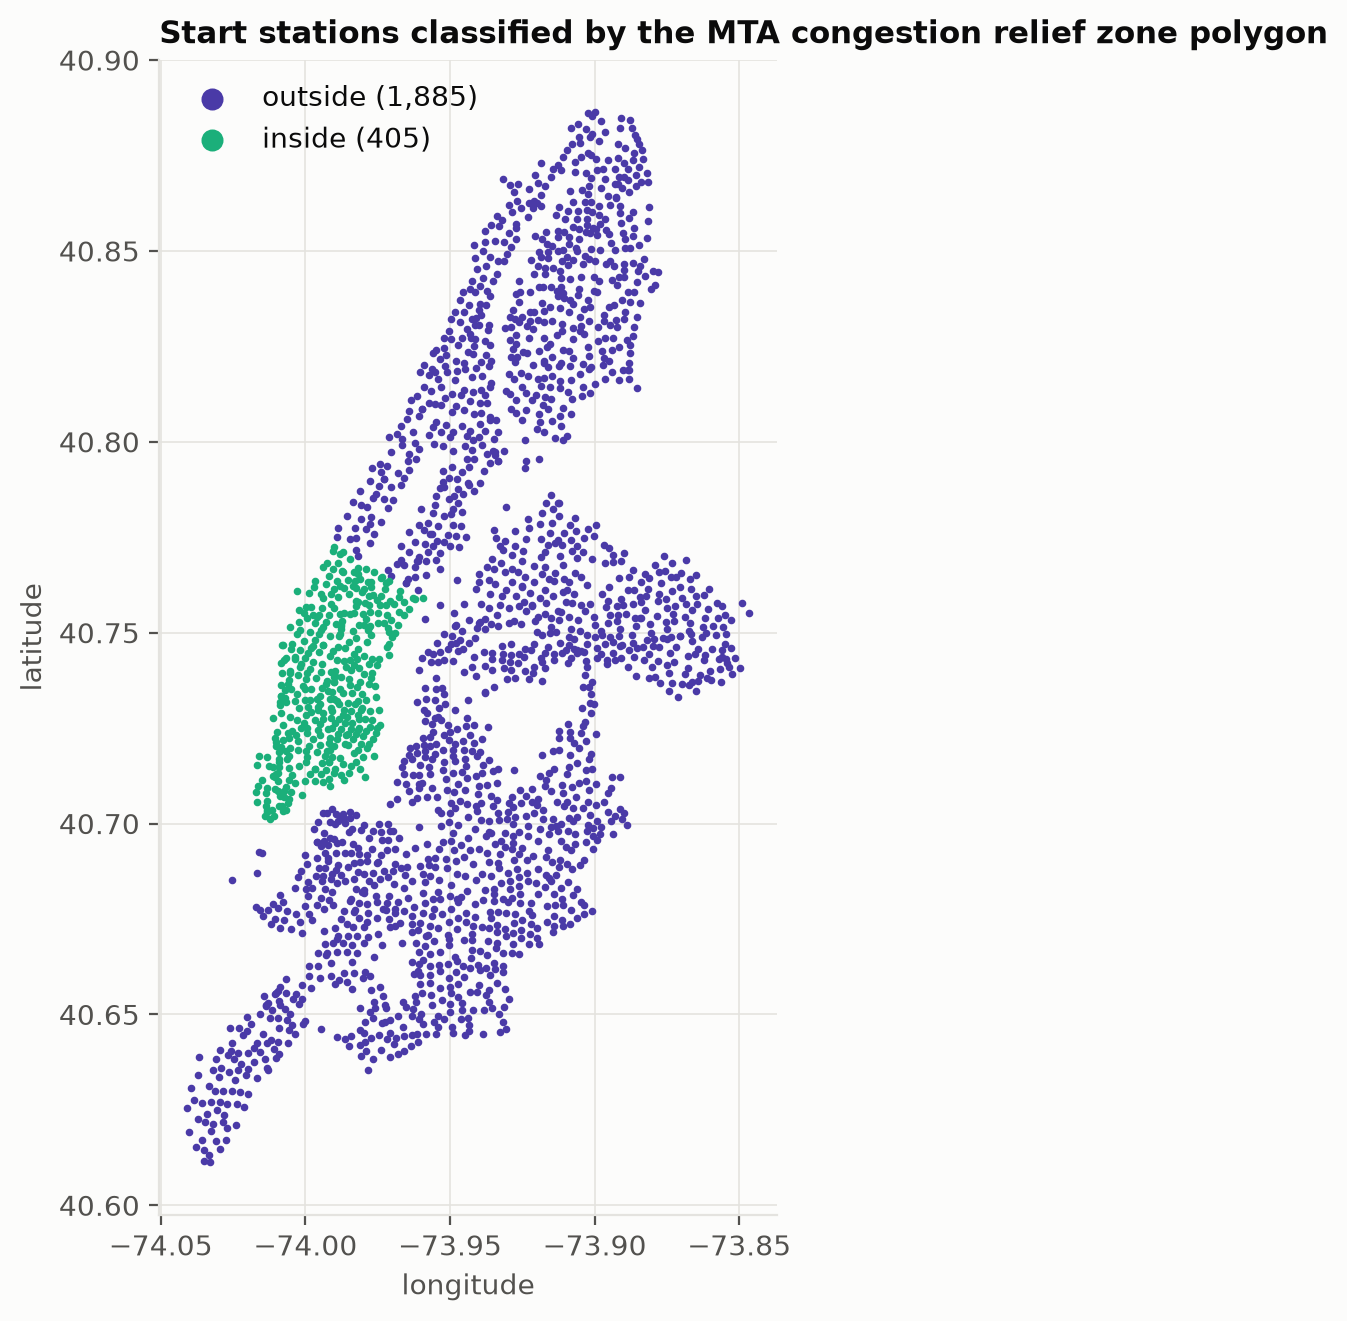 Start stations classified by the MTA congestion relief zone polygon
40.90
outside (1,885)
inside (405)
40.85
40.80
40.75
latitude
40.70
40.65
40.60
−74.05 −74.00 −73.95 −73.90 −73.85
longitude